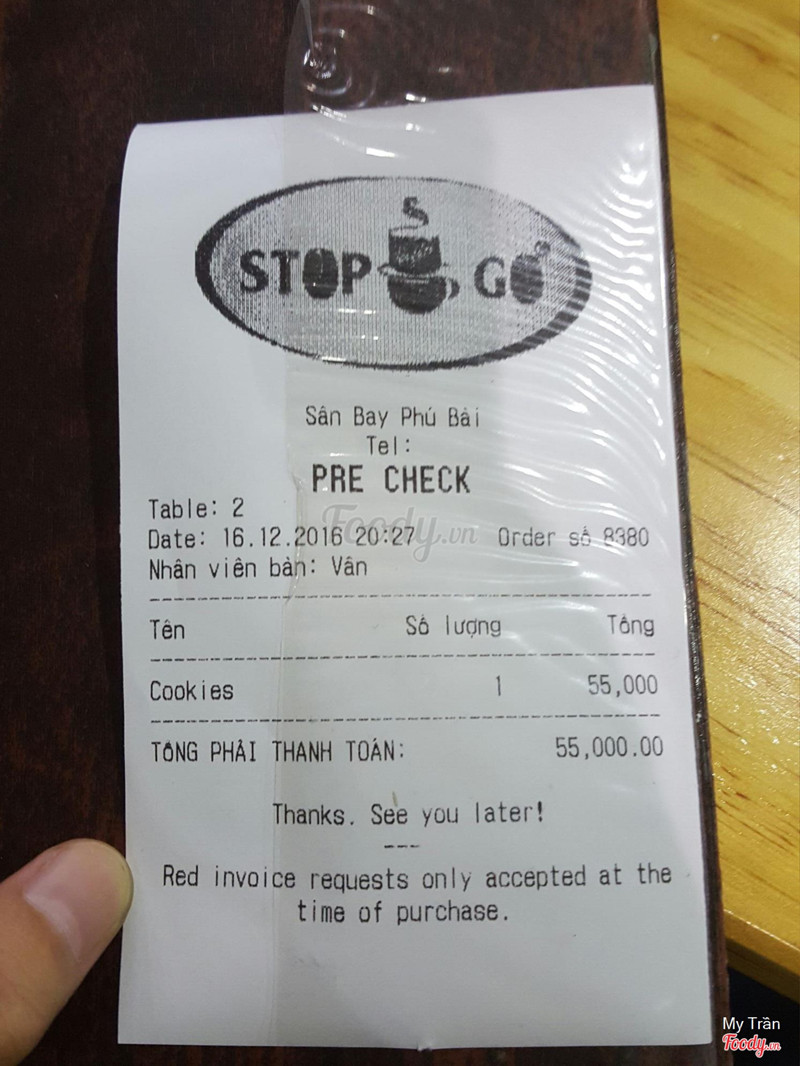 STOP GO
Sân Bay Phú Bài
Tel:
PRE CHECK
Table: 2
Date: 16.12.2016 20:27 Order số 8380
Nhân viên bàn: Vân
Tên Số lượng Tổng
Cookies 1 55,000
TỔNG PHẢI THANH TOÁN: 55,000.00
Thanks. See you later!
---
Red invoice requests only accepted at the
time of purchase.
Foody.vn
My Trần
Foody.vn